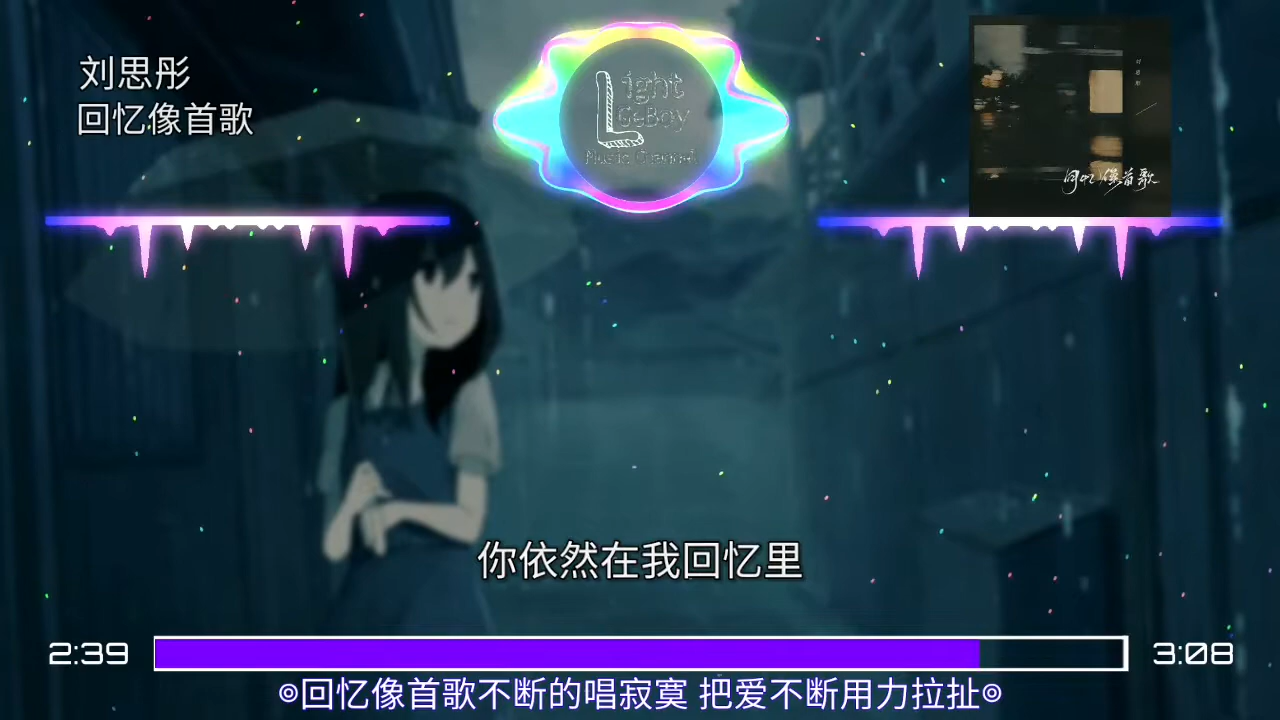 刘思彤
回忆像首歌
Light
G-Boy
Music Channel
回忆像首歌
你依然在我回忆里
2:39
3:08
◎回忆像首歌不断的唱寂寞 把爱不断用力拉扯◎